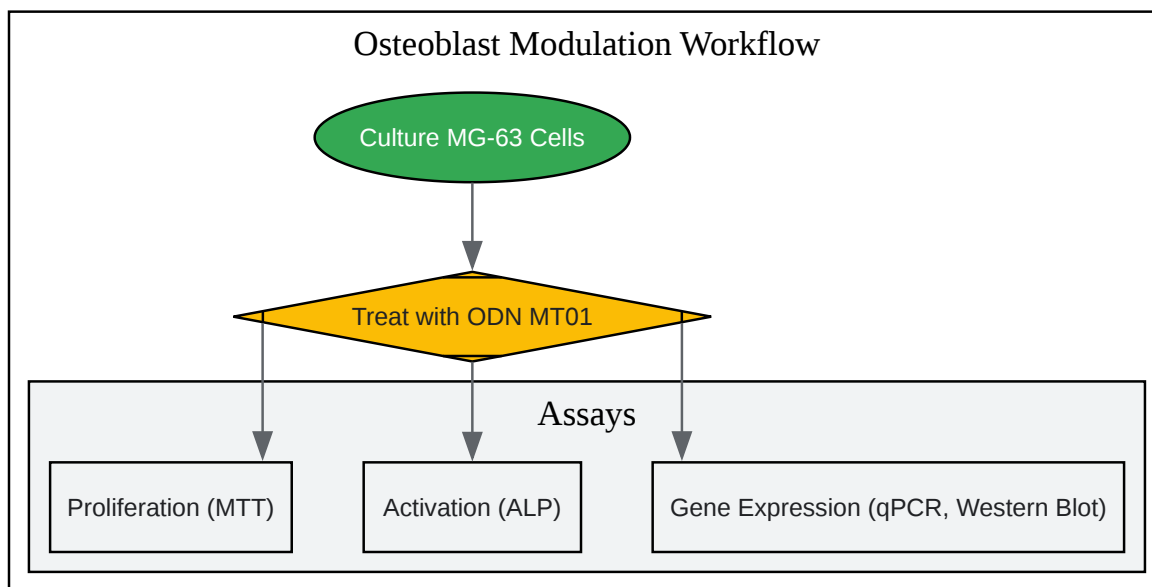 Osteoblast Modulation Workflow
Culture MG-63 Cells
Treat with ODN MT01
Assays
Proliferation (MTT)
Activation (ALP)
Gene Expression (qPCR, Western Blot)